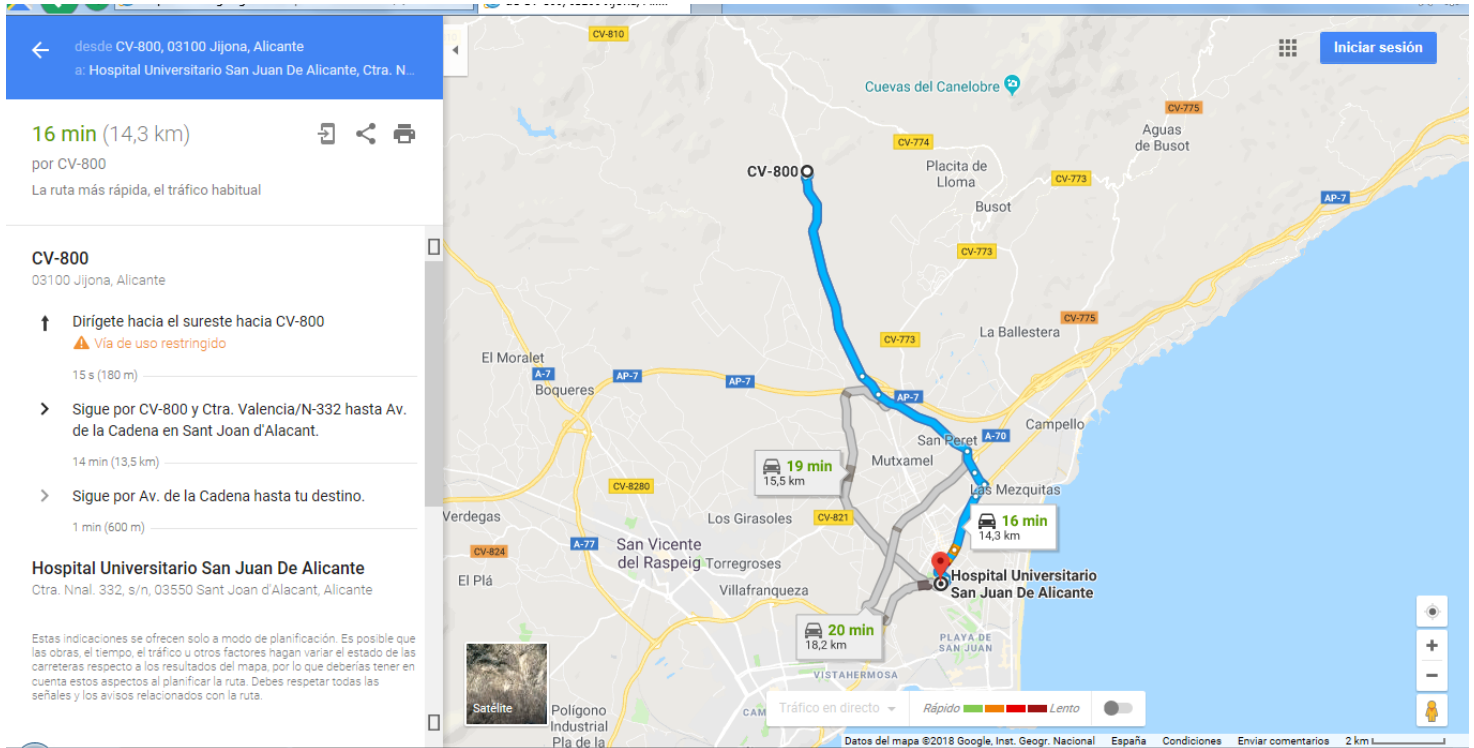 desde CV-800, 03100 Jijona, Alicante
a: Hospital Universitario San Juan De Alicante, Ctra. N...
16 min (14,3 km)
por CV-800
La ruta más rápida, el tráfico habitual
CV-800
03100 Jijona, Alicante
Dirígete hacia el sureste hacia CV-800
Vía de uso restringido
15 s (180 m)
Sigue por CV-800 y Ctra. Valencia/N-332 hasta Av.
de la Cadena en Sant Joan d'Alacant.
14 min (13,5 km)
Sigue por Av. de la Cadena hasta tu destino.
1 min (600 m)
Hospital Universitario San Juan De Alicante
Ctra. Nnal. 332, s/n, 03550 Sant Joan d'Alacant, Alicante
Estas indicaciones se ofrecen solo a modo de planificación. Es posible que
las obras, el tiempo, el tráfico u otros factores hagan variar el estado de las
carreteras respecto a los resultados del mapa, por lo que deberías tener en
cuenta estos aspectos al planificar la ruta. Debes respetar todas las
señales y los avisos relacionados con la ruta.
Iniciar sesión
CV-810
Cuevas del Canelobre
CV-775
Aguas
de Busot
CV-774
CV-800
Placita de
Lloma
CV-773
AP-7
Busot
CV-773
CV-775
La Ballestera
CV-773
El Moralet
A-7
AP-7
AP-7
Boqueres
AP-7
Campello
San Peret
A-70
Mutxamel
19 min
15,5 km
CV-8280
Las Mezquitas
Verdegas
Los Girasoles
CV-821
16 min
14,3 km
A-77
San Vicente
del Raspeig
CV-824
Torregroses
El Plá
Villafranqueza
Hospital Universitario
San Juan De Alicante
20 min
18,2 km
PLAYA DE
SAN JUAN
VISTAHERMOSA
Satélite
Polígono
Industrial
Pla de la
CAM
Tráfico en directo
Rápido
Lento
Datos del mapa ©2018 Google, Inst. Geogr. Nacional
España
Condiciones
Enviar comentarios
2 km